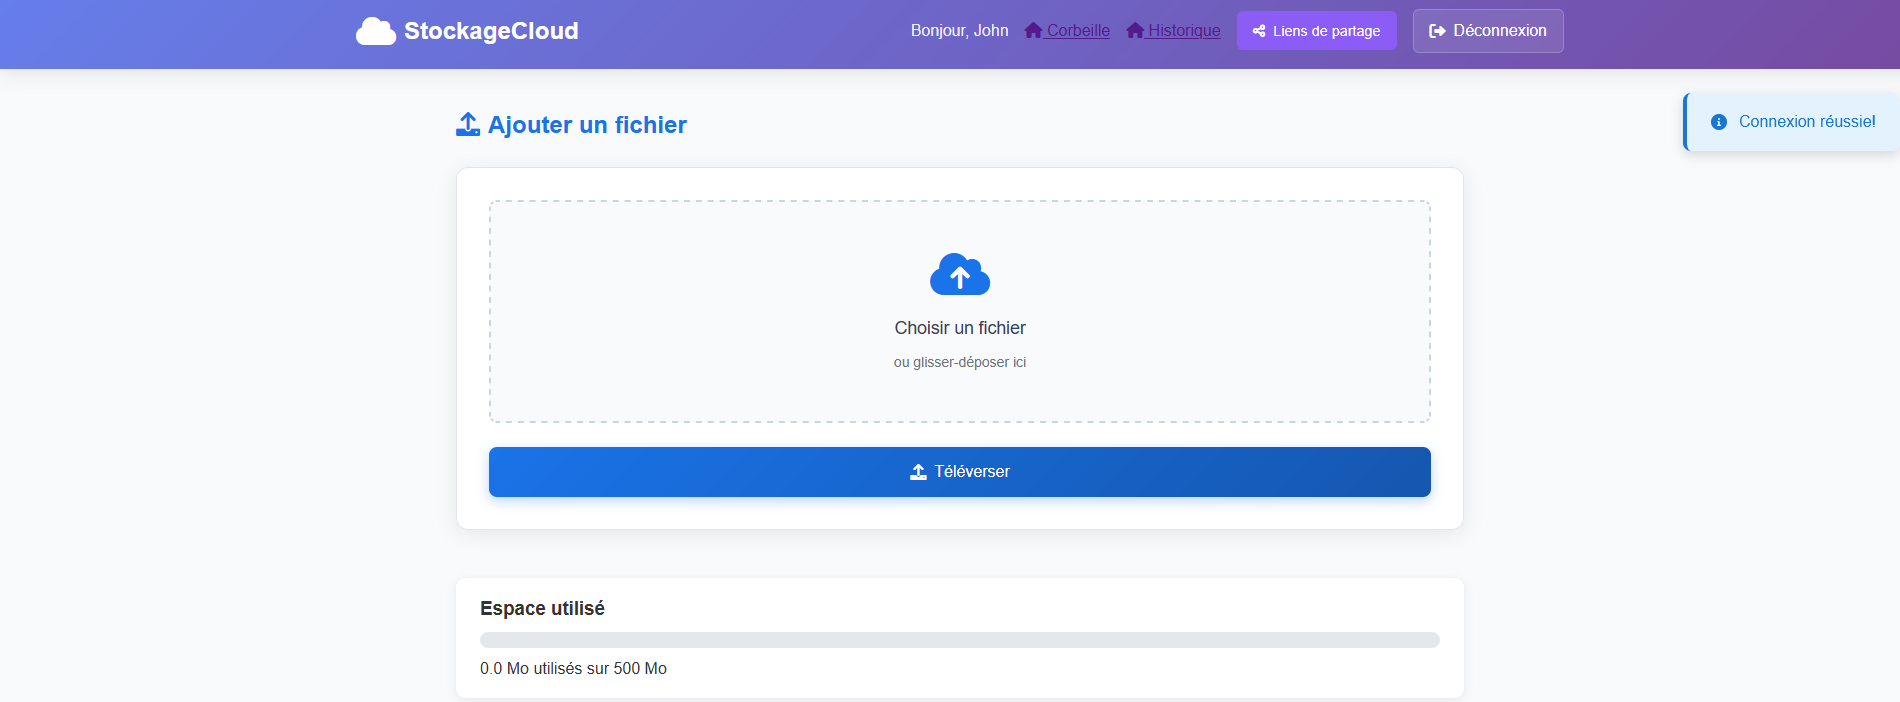 StockageCloud
Bonjour, John Corbeille Historique Liens de partage Déconnexion
Connexion réussie!
Ajouter un fichier
Choisir un fichier
ou glisser-déposer ici
Téléverser
Espace utilisé
0.0 Mo utilisés sur 500 Mo